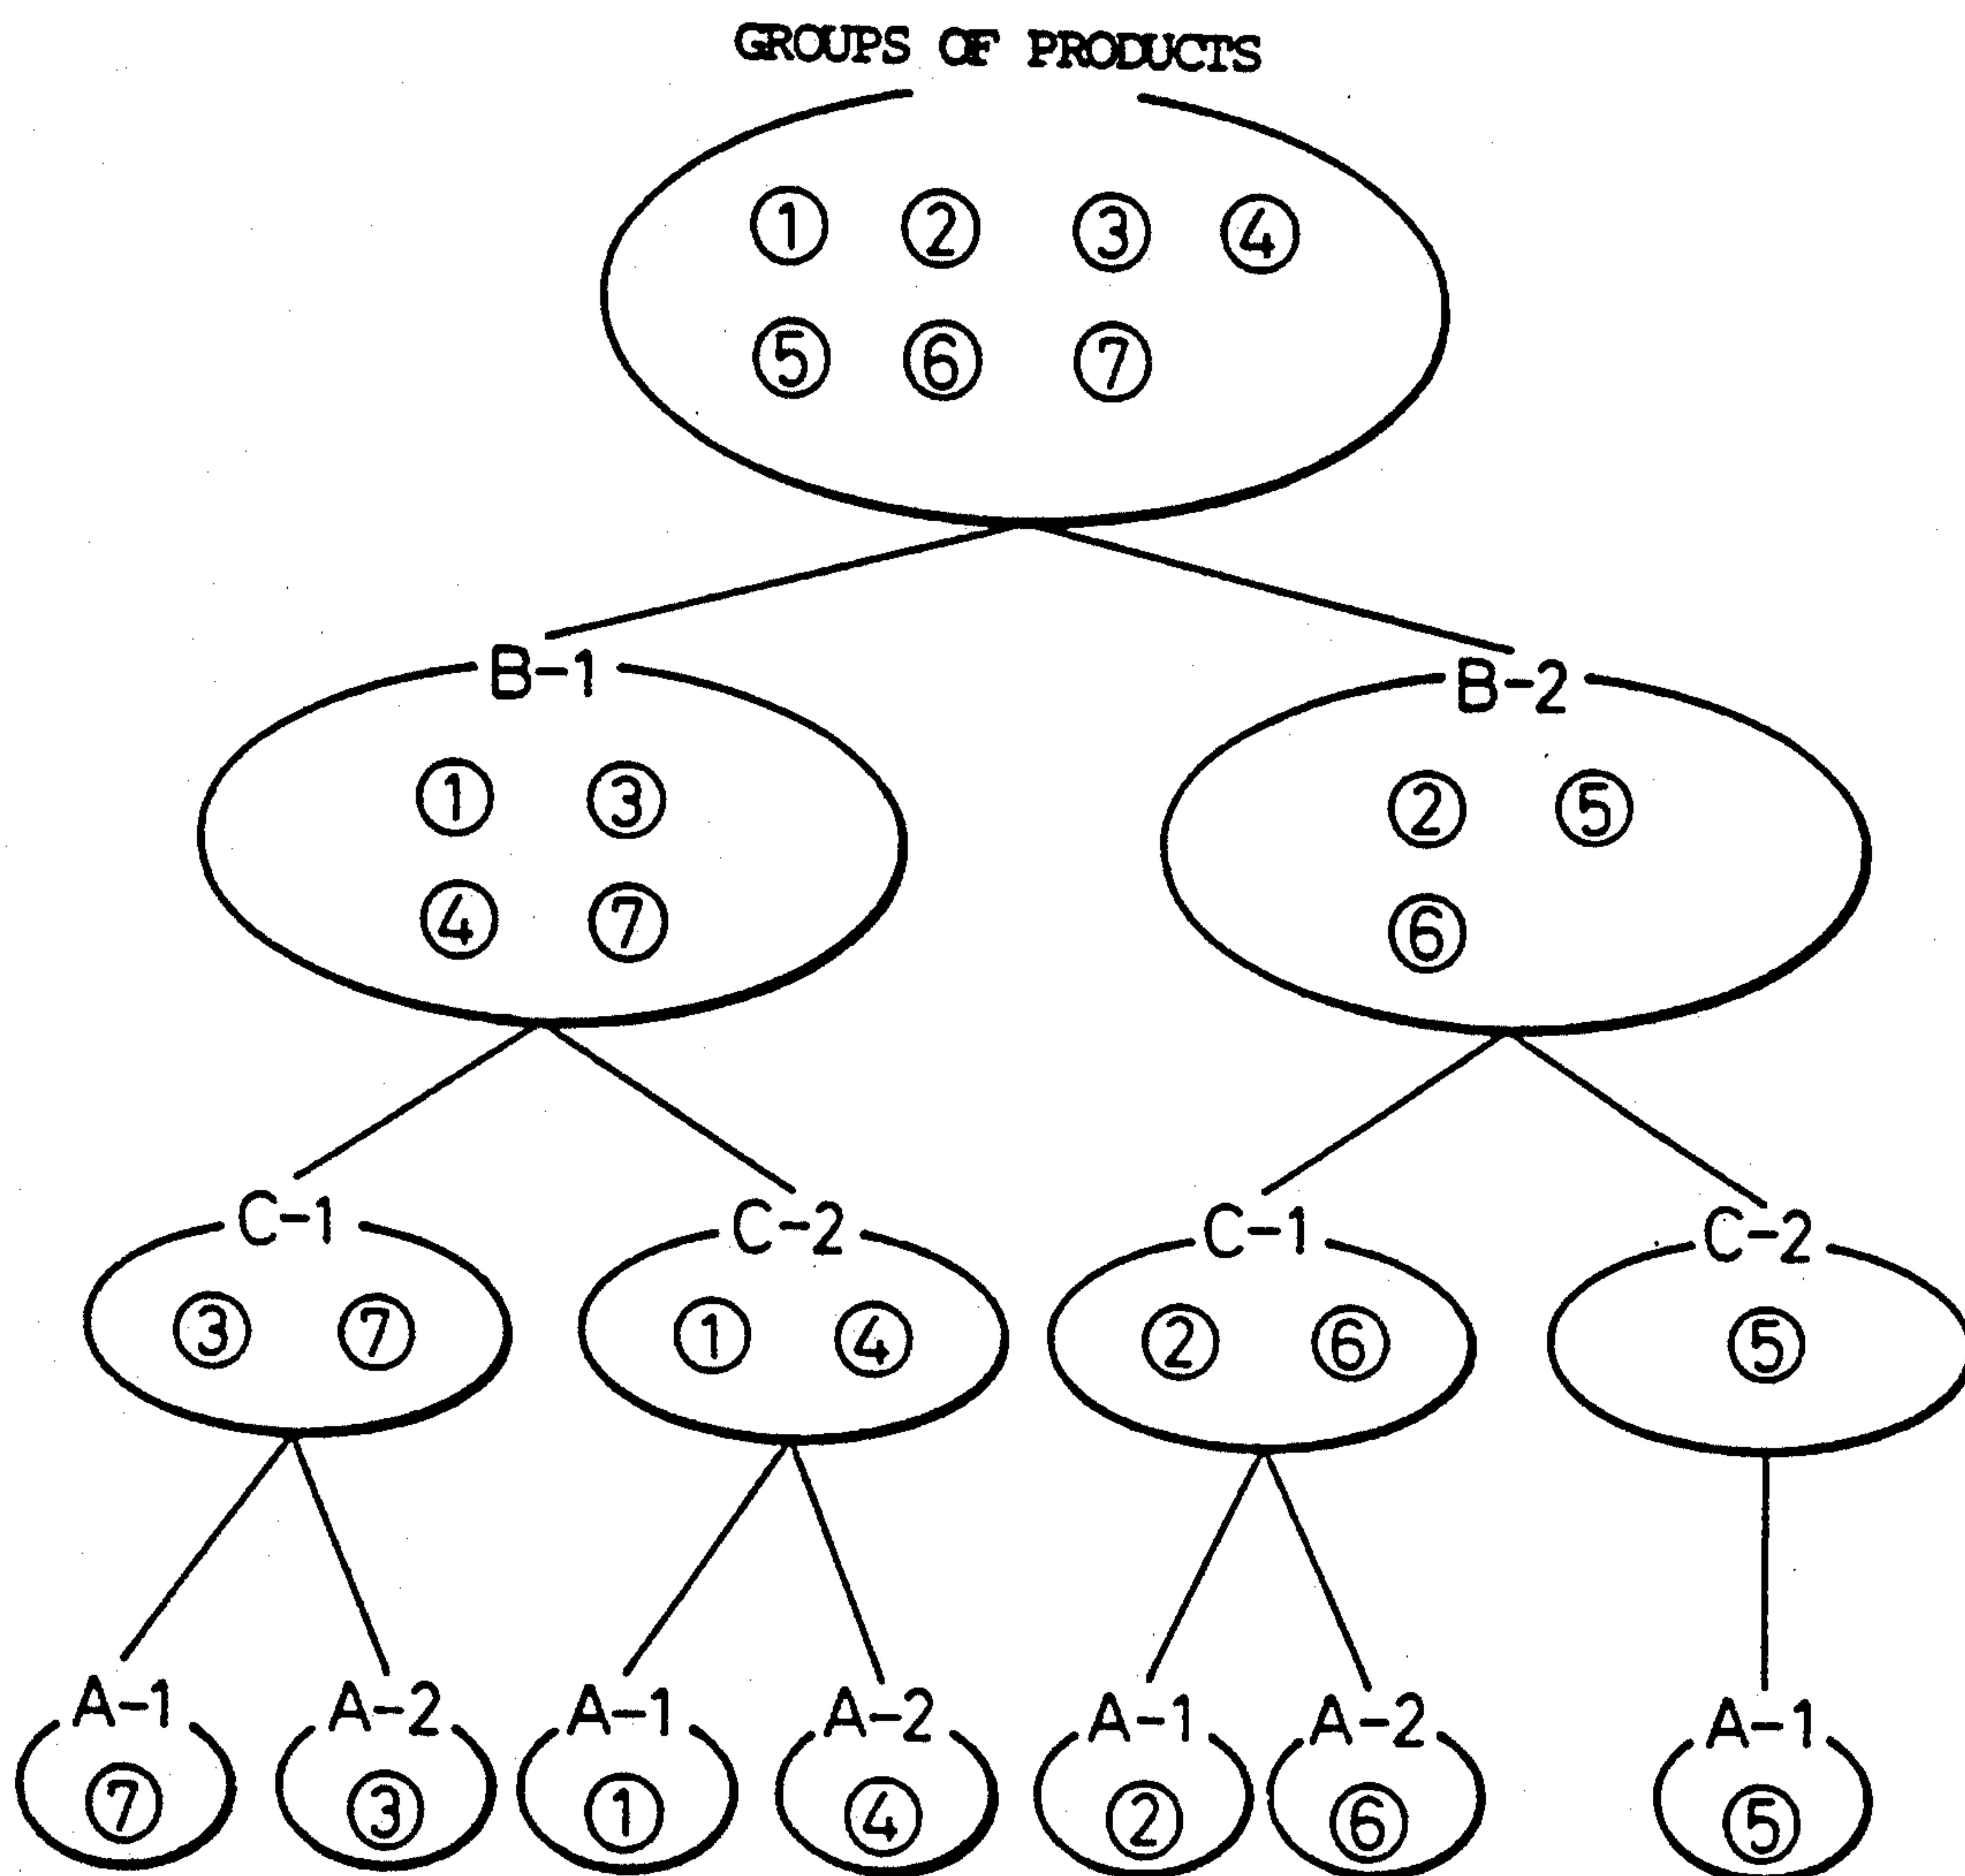 GROUPS OF PRODUCTS
① ② ③ ④
⑤ ⑥ ⑦
B-1 B-2
① ③ ② ⑤
④ ⑦ ⑥
C-1 C-2 C-1 C-2
③ ⑦ ① ④ ② ⑥ ⑤
A-1 A-2 A-1 A-2 A-1 A-2 A-1
⑦ ③ ① ④ ② ⑥ ⑤